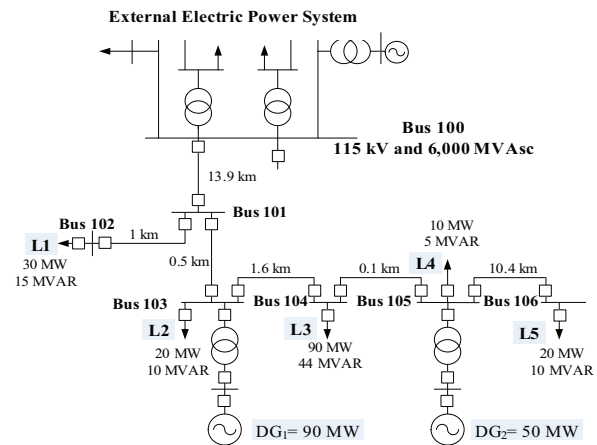 External Electric Power System
Bus 100
115 kV and 6,000 MVAsc
13.9 km
Bus 101
Bus 102
1 km
L1
30 MW
15 MVAR
0.5 km
10 MW
5 MVAR
L4
1.6 km
0.1 km
10.4 km
Bus 103
Bus 104
Bus 105
Bus 106
L2
L3
L5
20 MW
10 MVAR
90 MW
44 MVAR
20 MW
10 MVAR
DG₁= 90 MW
DG₂= 50 MW